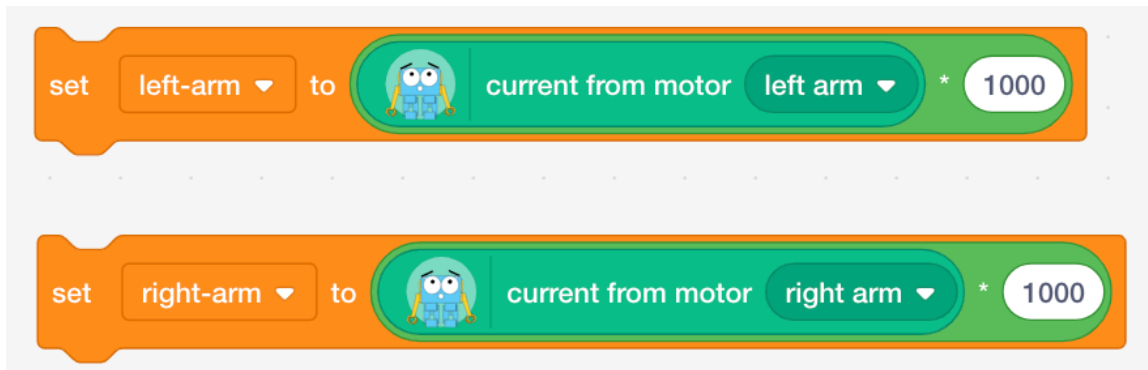 set left-arm to current from motor left arm * 1000
set right-arm to current from motor right arm * 1000